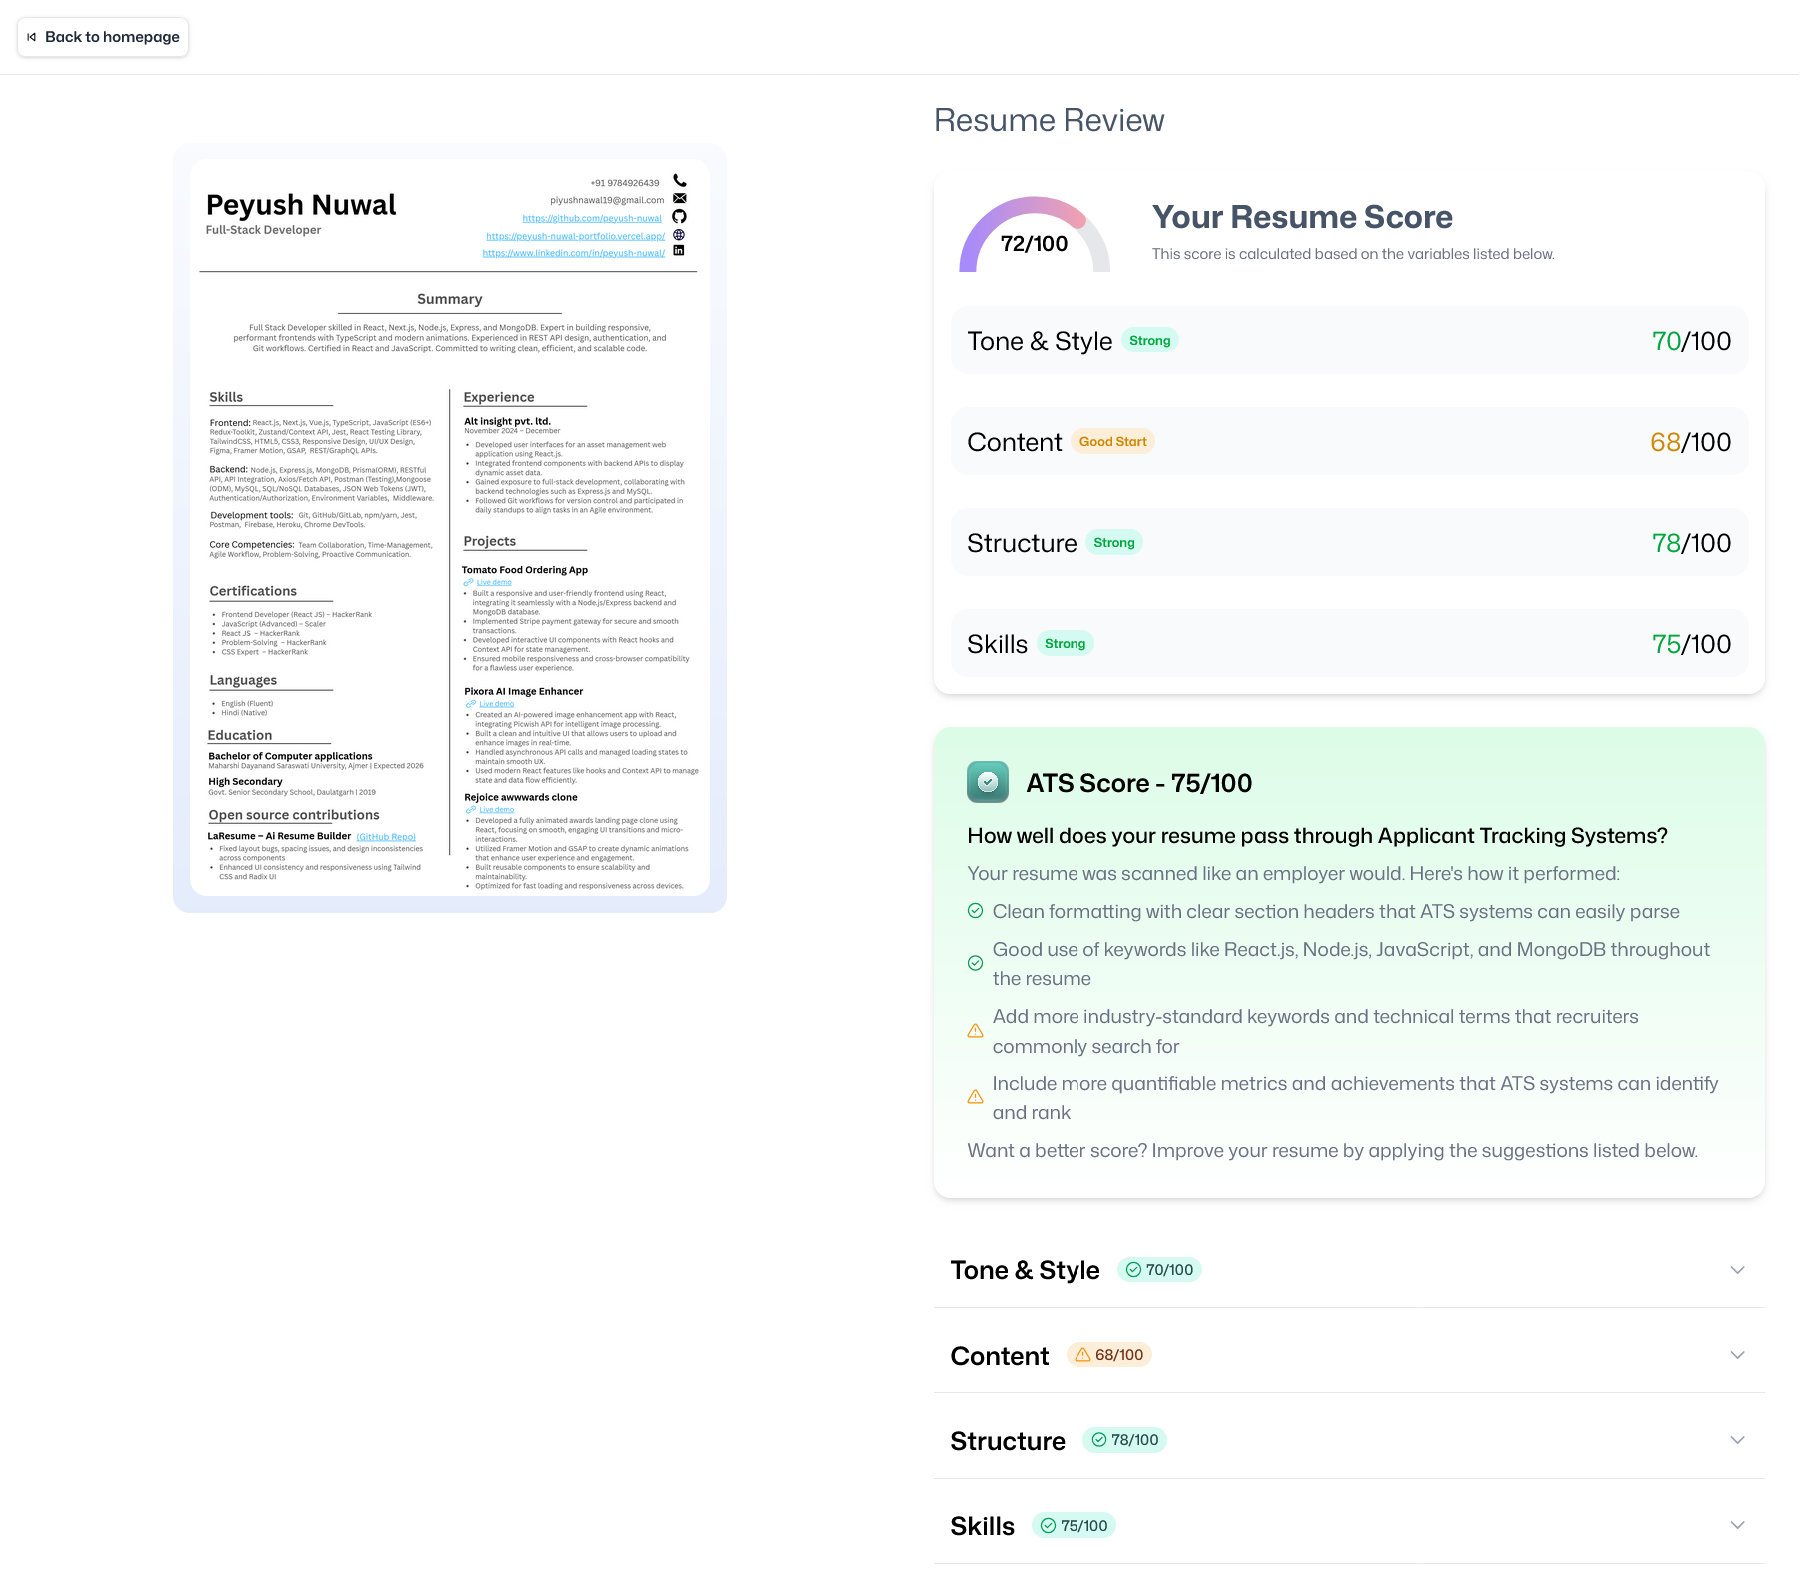 Back to homepage
Peyush Nuwal
Full-Stack Developer
+91 9784926439
piyushnawal19@gmail.com
https://github.com/peyush-nuwal
https://peyush-nuwal-portfolio.vercel.app/
https://www.linkedin.com/in/peyush-nuwal/
Summary
Full Stack Developer skilled in React, Next.js, Node.js, Express, and MongoDB. Expert in building responsive,
performant frontends with TypeScript and modern animations. Experienced in REST API design, authentication, and
Git workflows. Certified in React and JavaScript. Committed to writing clean, efficient, and scalable code.
Skills
Frontend: React.js, Next.js, Vue.js, TypeScript, JavaScript (ES6+)
Redux-Toolkit, Zustand/Context API, Jest, React Testing Library,
TailwindCSS, HTML5, CSS3, Responsive Design, UI/UX Design,
Figma, Framer Motion, GSAP, REST/GraphQL APIs.
Backend: Node.js, Express.js, MongoDB, Prisma(ORM), RESTful
API, API Integration, Axios/Fetch API, Postman (Testing),Mongoose
(ODM), MySQL, SQL/NoSQL Databases, JSON Web Tokens (JWT),
Authentication/Authorization, Environment Variables, Middleware.
Development tools: Git, GitHub/GitLab, npm/yarn, Jest,
Postman, Firebase, Heroku, Chrome DevTools.
Core Competencies: Team Collaboration, Time-Management,
Agile Workflow, Problem-Solving, Proactive Communication.
Certifications
• Frontend Developer (React JS) – HackerRank
• JavaScript (Advanced) – Scaler
• React JS – HackerRank
• Problem-Solving – HackerRank
• CSS Expert – HackerRank
Languages
• English (Fluent)
• Hindi (Native)
Education
Bachelor of Computer applications
Maharshi Dayanand Saraswati University, Ajmer | Expected 2026
High Secondary
Govt. Senior Secondary School, Daulatgarh | 2019
Open source contributions
LaResume – Ai Resume Builder (GitHub Repo)
• Fixed layout bugs, spacing issues, and design inconsistencies
across components
• Enhanced UI consistency and responsiveness using Tailwind
CSS and Radix UI
Experience
Alt insight pvt. ltd.
November 2024 – December
• Developed user interfaces for an asset management web
application using React.js.
• Integrated frontend components with backend APIs to display
dynamic asset data.
• Gained exposure to full-stack development, collaborating with
backend technologies such as Express.js and MySQL.
• Followed Git workflows for version control and participated in
daily standups to align tasks in an Agile environment.
Projects
Tomato Food Ordering App
Live demo
• Built a responsive and user-friendly frontend using React,
integrating it seamlessly with a Node.js/Express backend and
MongoDB database.
• Implemented Stripe payment gateway for secure and smooth
transactions.
• Developed interactive UI components with React hooks and
Context API for state management.
• Ensured mobile responsiveness and cross-browser compatibility
for a flawless user experience.
Pixora AI Image Enhancer
Live demo
• Created an AI-powered image enhancement app with React,
integrating Picwish API for intelligent image processing.
• Built a clean and intuitive UI that allows users to upload and
enhance images in real-time.
• Handled asynchronous API calls and managed loading states to
maintain smooth UX.
• Used modern React features like hooks and Context API to manage
state and data flow efficiently.
Rejoice awwwards clone
Live demo
• Developed a fully animated awards landing page clone using
React, focusing on smooth, engaging UI transitions and micro-
interactions.
• Utilized Framer Motion and GSAP to create dynamic animations
that enhance user experience and engagement.
• Built reusable components to ensure scalability and
maintainability.
• Optimized for fast loading and responsiveness across devices.
Resume Review
72/100
Your Resume Score
This score is calculated based on the variables listed below.
Tone & Style Strong 70/100
Content Good Start 68/100
Structure Strong 78/100
Skills Strong 75/100
ATS Score - 75/100
How well does your resume pass through Applicant Tracking Systems?
Your resume was scanned like an employer would. Here's how it performed:
Clean formatting with clear section headers that ATS systems can easily parse
Good use of keywords like React.js, Node.js, JavaScript, and MongoDB throughout
the resume
Add more industry-standard keywords and technical terms that recruiters
commonly search for
Include more quantifiable metrics and achievements that ATS systems can identify
and rank
Want a better score? Improve your resume by applying the suggestions listed below.
Tone & Style 70/100
Content 68/100
Structure 78/100
Skills 75/100